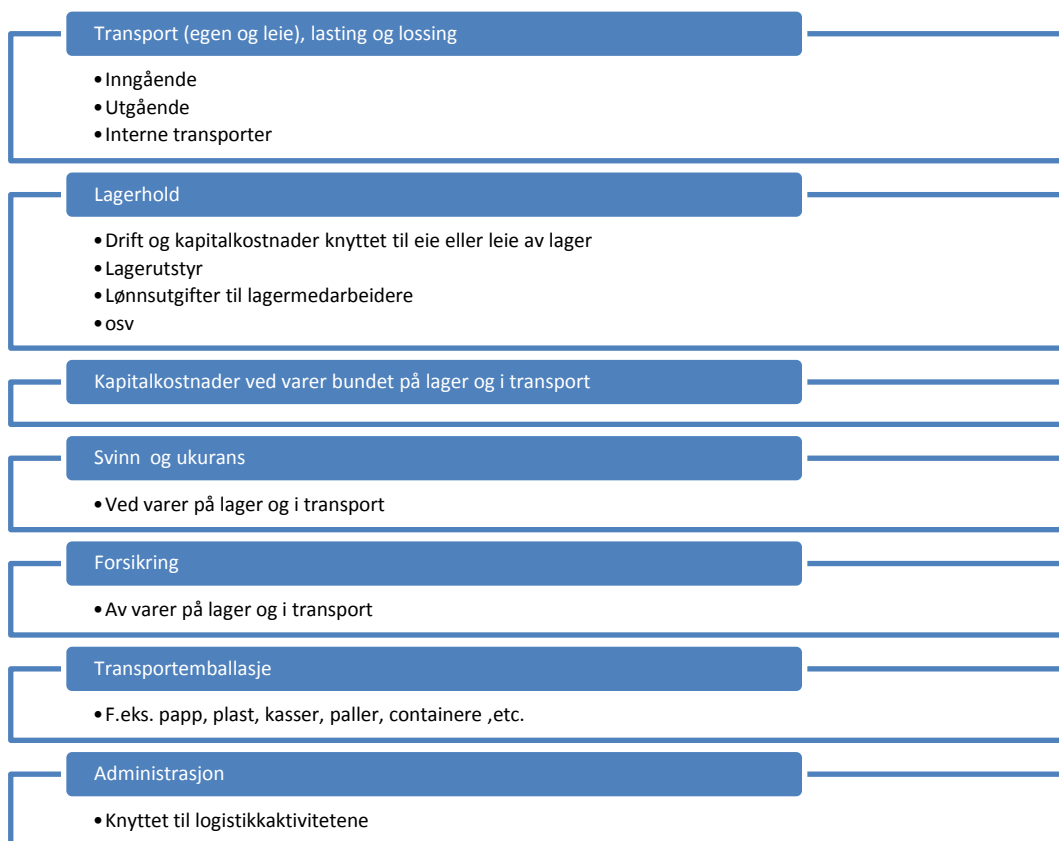 Transport (egen og leie), lasting og lossing
•Inngående
•Utgående
•Interne transporter
Lagerhold
•Drift og kapitalkostnader knyttet til eie eller leie av lager
•Lagerutstyr
•Lønnsutgifter til lagermedarbeidere
•osv
Kapitalkostnader ved varer bundet på lager og i transport
Svinn og ukurans
•Ved varer på lager og i transport
Forsikring
•Av varer på lager og i transport
Transportemballasje
•F.eks. papp, plast, kasser, paller, containere ,etc.
Administrasjon
•Knyttet til logistikkaktivitetene